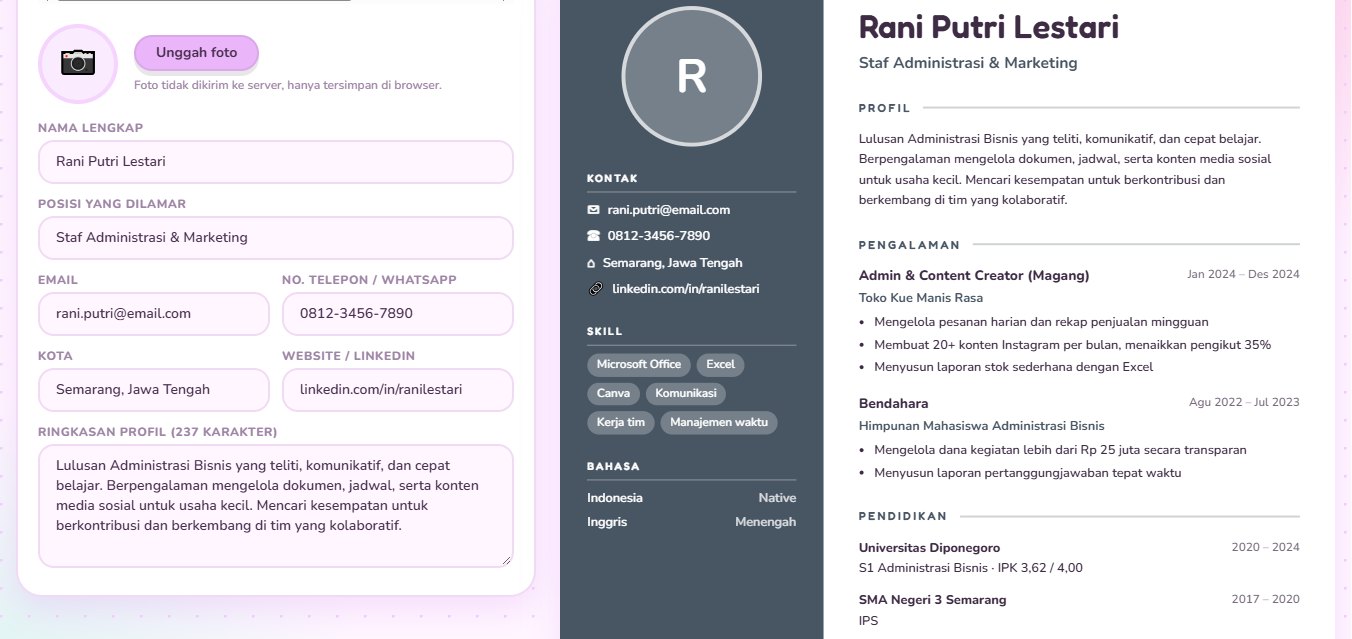 Unggah foto
Foto tidak dikirim ke server, hanya tersimpan di browser.
NAMA LENGKAP
Rani Putri Lestari
POSISI YANG DILAMAR
Staf Administrasi & Marketing
EMAIL
NO. TELEPON / WHATSAPP
rani.putri@email.com
0812-3456-7890
KOTA
WEBSITE / LINKEDIN
Semarang, Jawa Tengah
linkedin.com/in/ranilestari
RINGKASAN PROFIL (237 KARAKTER)
Lulusan Administrasi Bisnis yang teliti, komunikatif, dan cepat
belajar. Berpengalaman mengelola dokumen, jadwal, serta konten
media sosial untuk usaha kecil. Mencari kesempatan untuk
berkontribusi dan berkembang di tim yang kolaboratif.
R
KONTAK
rani.putri@email.com
0812-3456-7890
Semarang, Jawa Tengah
linkedin.com/in/ranilestari
SKILL
Microsoft Office
Excel
Canva
Komunikasi
Kerja tim
Manajemen waktu
BAHASA
Indonesia Native
Inggris Menengah
Rani Putri Lestari
Staf Administrasi & Marketing
PROFIL
Lulusan Administrasi Bisnis yang teliti, komunikatif, dan cepat belajar.
Berpengalaman mengelola dokumen, jadwal, serta konten media sosial
untuk usaha kecil. Mencari kesempatan untuk berkontribusi dan
berkembang di tim yang kolaboratif.
PENGALAMAN
Admin & Content Creator (Magang) Jan 2024 – Des 2024
Toko Kue Manis Rasa
• Mengelola pesanan harian dan rekap penjualan mingguan
• Membuat 20+ konten Instagram per bulan, menaikkan pengikut 35%
• Menyusun laporan stok sederhana dengan Excel
Bendahara Agu 2022 – Jul 2023
Himpunan Mahasiswa Administrasi Bisnis
• Mengelola dana kegiatan lebih dari Rp 25 juta secara transparan
• Menyusun laporan pertanggungjawaban tepat waktu
PENDIDIKAN
Universitas Diponegoro 2020 – 2024
S1 Administrasi Bisnis · IPK 3,62 / 4,00
SMA Negeri 3 Semarang 2017 – 2020
IPS